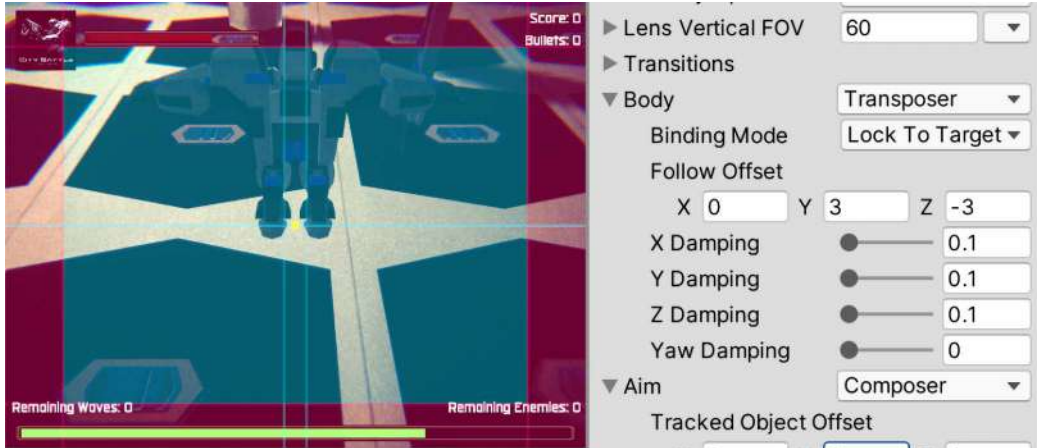 Score: 0
Bullets: 0
CITY BATTLE
Remaining Waves: 0
Remaining Enemies: 0
Lens Vertical FOV 60
Transitions
Body Transposer
Binding Mode Lock To Target
Follow Offset
X 0 Y 3 Z -3
X Damping 0.1
Y Damping 0.1
Z Damping 0.1
Yaw Damping 0
Aim Composer
Tracked Object Offset